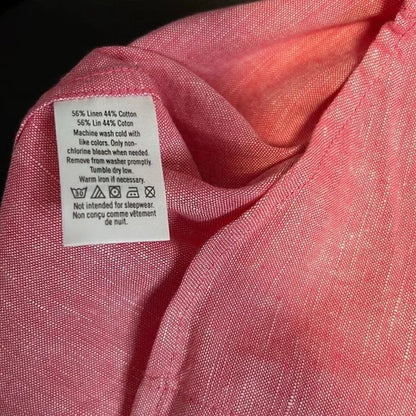 56% Linen 44% Cotton
56% Lin 44% Coton
Machine wash cold with
like colors. Only non-
chlorine bleach when needed.
Remove from washer promptly.
Tumble dry low.
Warm iron if necessary.
Not intended for sleepwear.
Non conçu comme vêtement
de nuit.